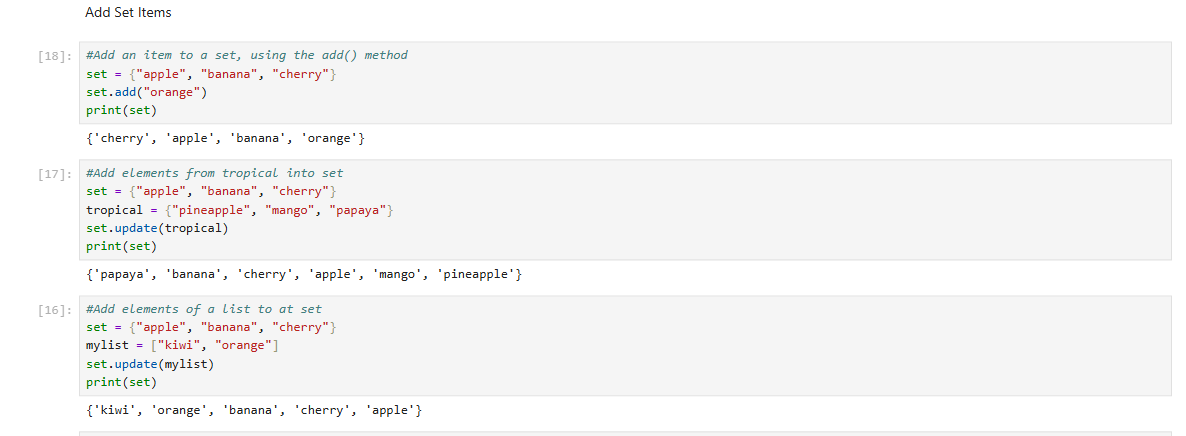 Add Set Items
[18]: #Add an item to a set, using the add() method
set = {"apple", "banana", "cherry"}
set.add("orange")
print(set)
{'cherry', 'apple', 'banana', 'orange'}
[17]: #Add elements from tropical into set
set = {"apple", "banana", "cherry"}
tropical = {"pineapple", "mango", "papaya"}
set.update(tropical)
print(set)
{'papaya', 'banana', 'cherry', 'apple', 'mango', 'pineapple'}
[16]: #Add elements of a list to at set
set = {"apple", "banana", "cherry"}
mylist = ["kiwi", "orange"]
set.update(mylist)
print(set)
{'kiwi', 'orange', 'banana', 'cherry', 'apple'}